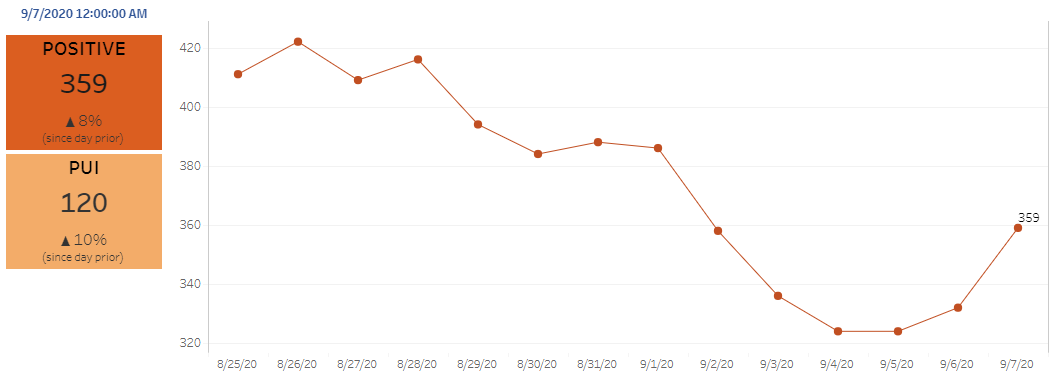 9/7/2020 12:00:00 AM
POSITIVE
359
▲8%
(since day prior)
PUI
120
▲10%
(since day prior)
420
400
380
360
340
320
359
8/25/20 8/26/20 8/27/20 8/28/20 8/29/20 8/30/20 8/31/20 9/1/20 9/2/20 9/3/20 9/4/20 9/5/20 9/6/20 9/7/20